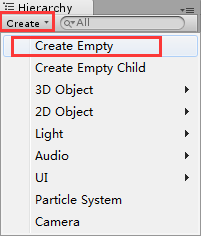 Hierarchy
Create All
Create Empty
Create Empty Child
3D Object
2D Object
Light
Audio
UI
Particle System
Camera